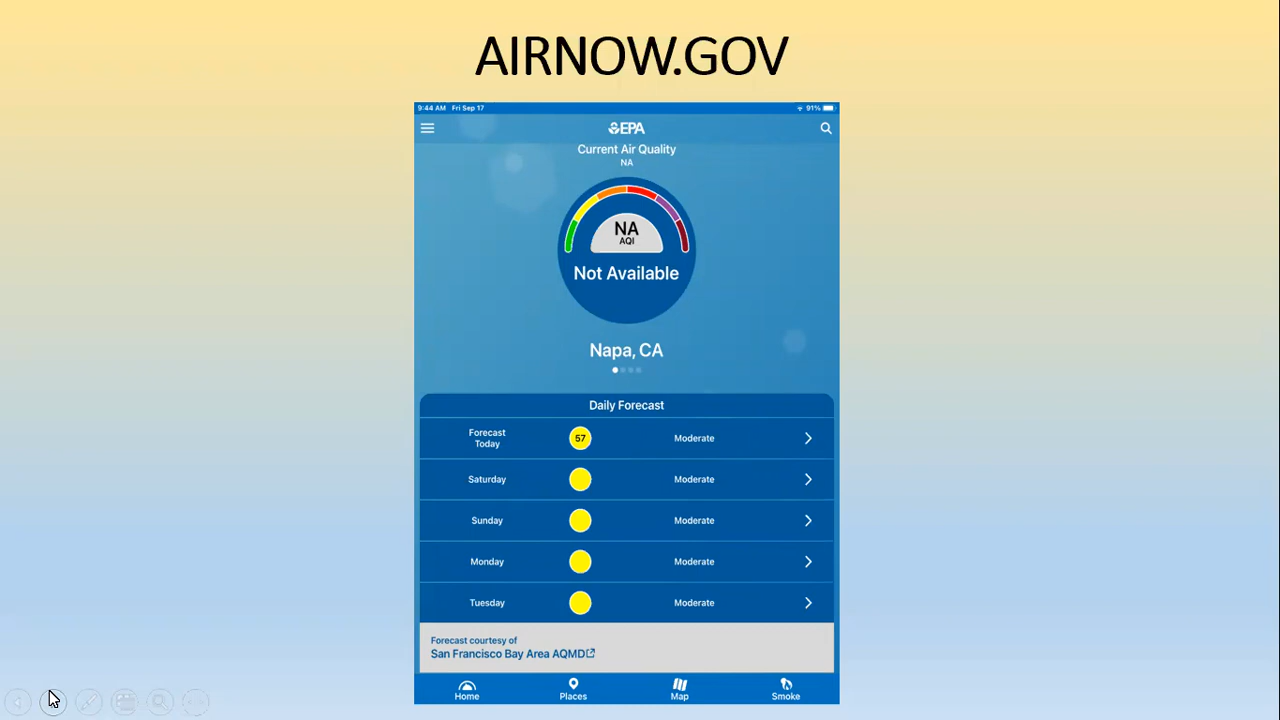 AIRNOW.GOV
9:44 AM Fri Sep 17
91%
EPA
Current Air Quality
NA
NA
AQI
Not Available
Napa, CA
Daily Forecast
Forecast
Today
57
Moderate
Saturday
Moderate
Sunday
Moderate
Monday
Moderate
Tuesday
Moderate
Forecast courtesy of
San Francisco Bay Area AQMD
Home
Places
Map
Smoke